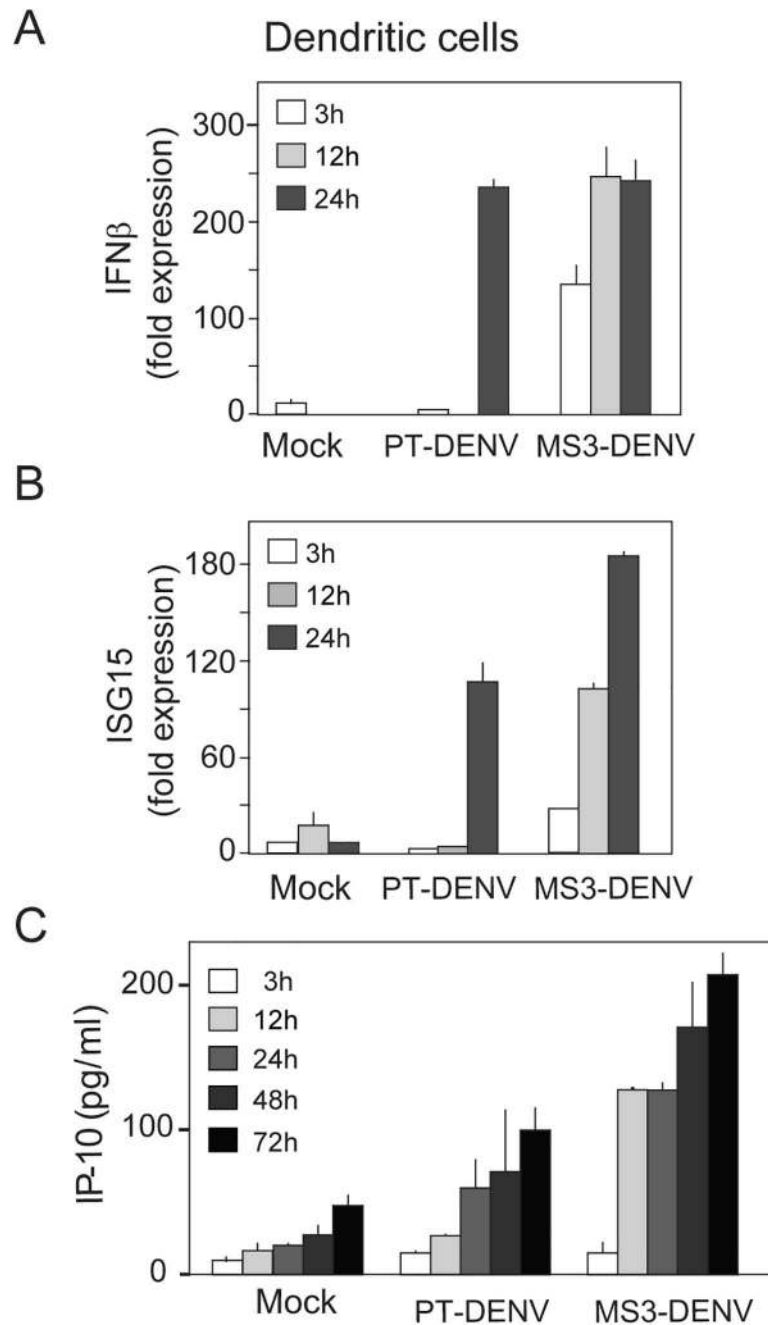 A
Dendritic cells
IFNβ
(fold expression)
300
200
100
0
3h
12h
24h
Mock
PT-DENV
MS3-DENV
B
ISG15
(fold expression)
180
120
60
0
3h
12h
24h
Mock
PT-DENV
MS3-DENV
C
IP-10 (pg/ml)
200
100
0
3h
12h
24h
48h
72h
Mock
PT-DENV
MS3-DENV